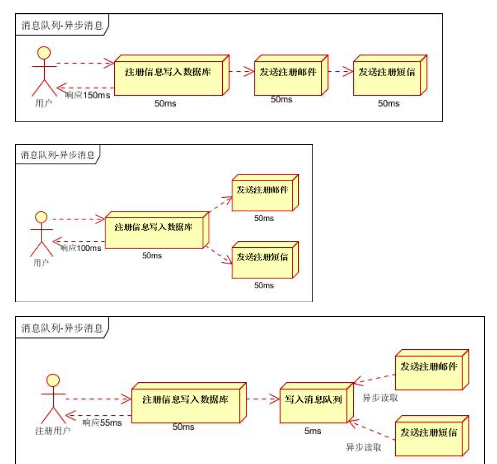 消息队列-异步消息
注册信息写入数据库
发送注册邮件
发送注册短信
响应150ms
用户
50ms
50ms
50ms
消息队列-异步消息
发送注册邮件
50ms
注册信息写入数据库
响应100ms
用户
50ms
发送注册短信
50ms
消息队列-异步消息
发送注册邮件
注册信息写入数据库
写入消息队列
异步读取
响应55ms
注册用户
50ms
5ms
发送注册短信
异步读取